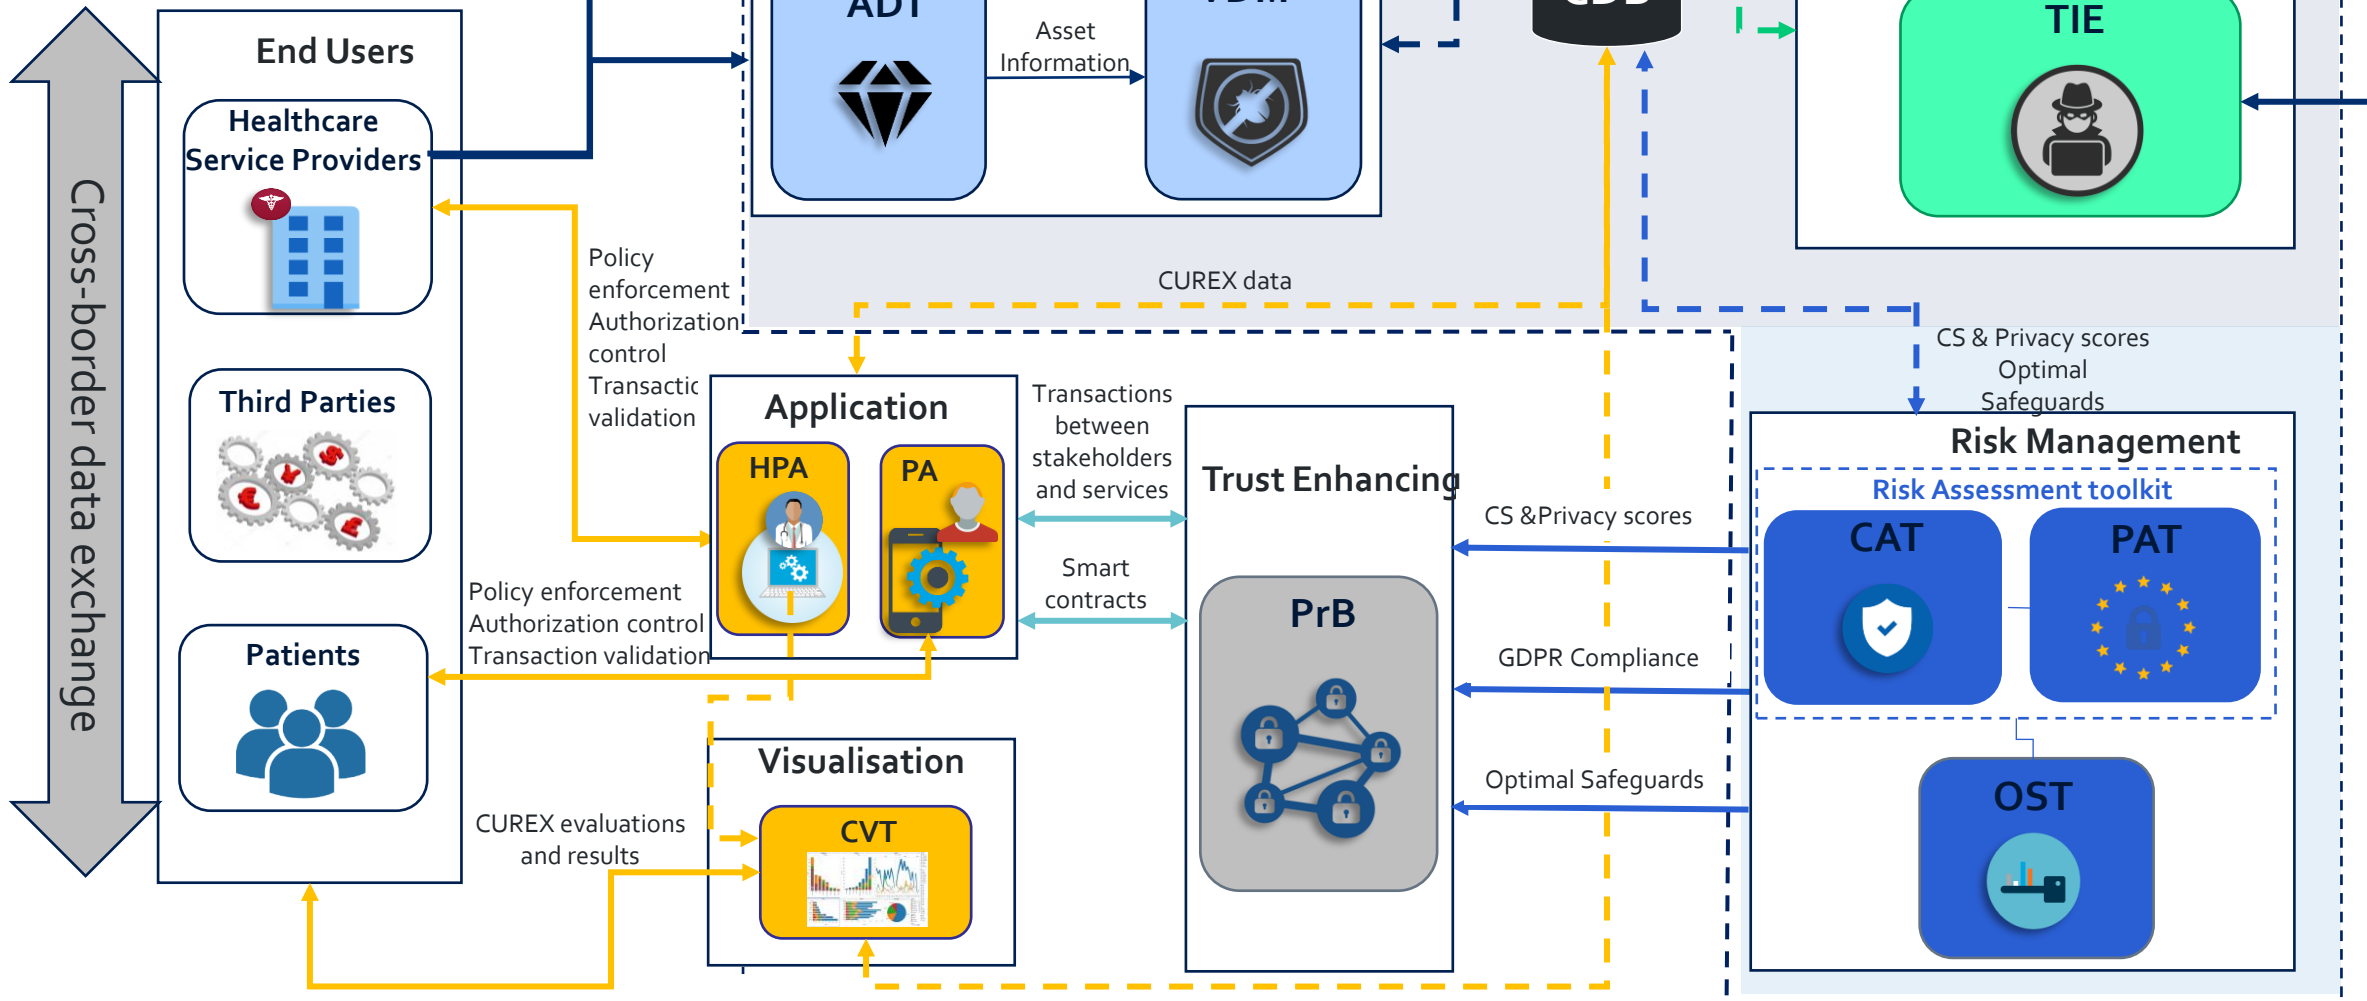 ADT
TIE
Asset
Information
End Users
Healthcare
Service Providers
Cross-border data exchange
Policy
enforcement
Authorization
control
Transactic
validation
CUREX data
CS & Privacy scores
Optimal
Safeguards
Third Parties
Application
HPA
PA
Transactions
between
stakeholders
and services
Smart
contracts
Trust Enhancing
PrB
Risk Management
Risk Assessment toolkit
CAT
PAT
CS &Privacy scores
GDPR Compliance
Optimal Safeguards
OST
Policy enforcement
Authorization control
Transaction validation
Patients
Visualisation
CVT
CUREX evaluations
and results